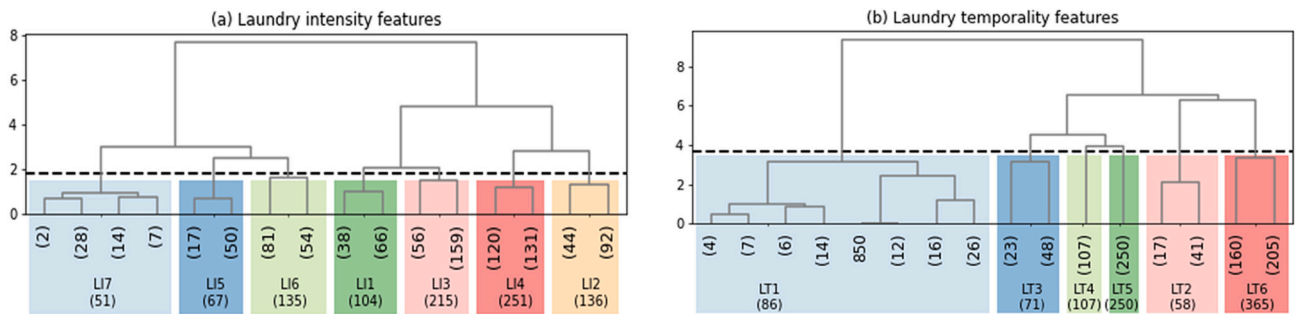 (a) Laundry intensity features
8
6
4
2
0
(2) (28) (14) (7) (17) (50) (81) (54) (38) (66) (56) (159) (120) (131) (44) (92)
LI7 LI5 LI6 LI1 LI3 LI4 LI2
(51) (67) (135) (104) (215) (251) (136)
(b) Laundry temporality features
8
6
4
2
0
(4) (7) (6) (14) 850 (12) (16) (26) (23) (48) (107) (250) (17) (41) (160) (205)
LT1 LT3 LT4 LT5 LT2 LT6
(86) (71) (107) (250) (58) (365)